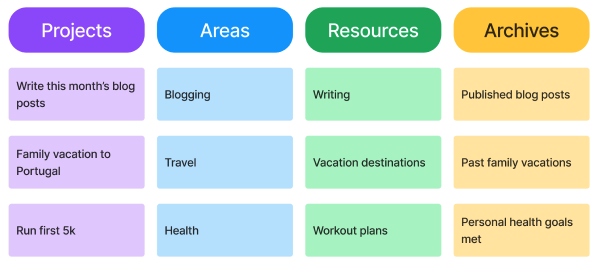 Projects
Areas
Resources
Archives
Write this month's blog
posts
Blogging
Writing
Published blog posts
Family vacation to
Portugal
Travel
Vacation destinations
Past family vacations
Run first 5k
Health
Workout plans
Personal health goals
met